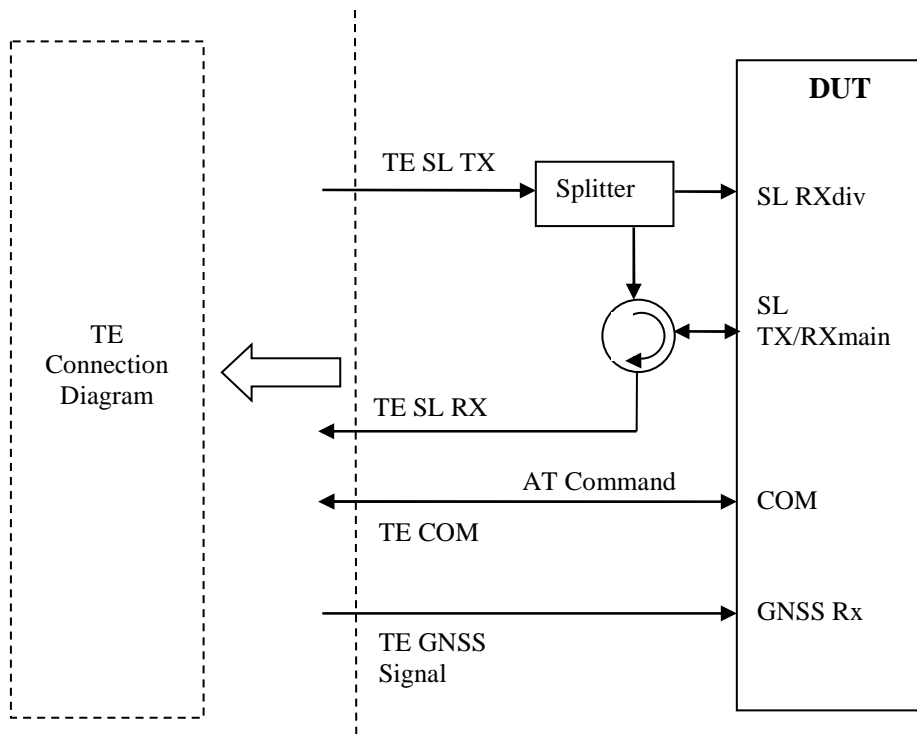 DUT
TE SL TX
Splitter
SL RXdiv
TE
Connection
Diagram
SL
TX/RXmain
TE SL RX
AT Command
COM
TE COM
GNSS Rx
TE GNSS
Signal